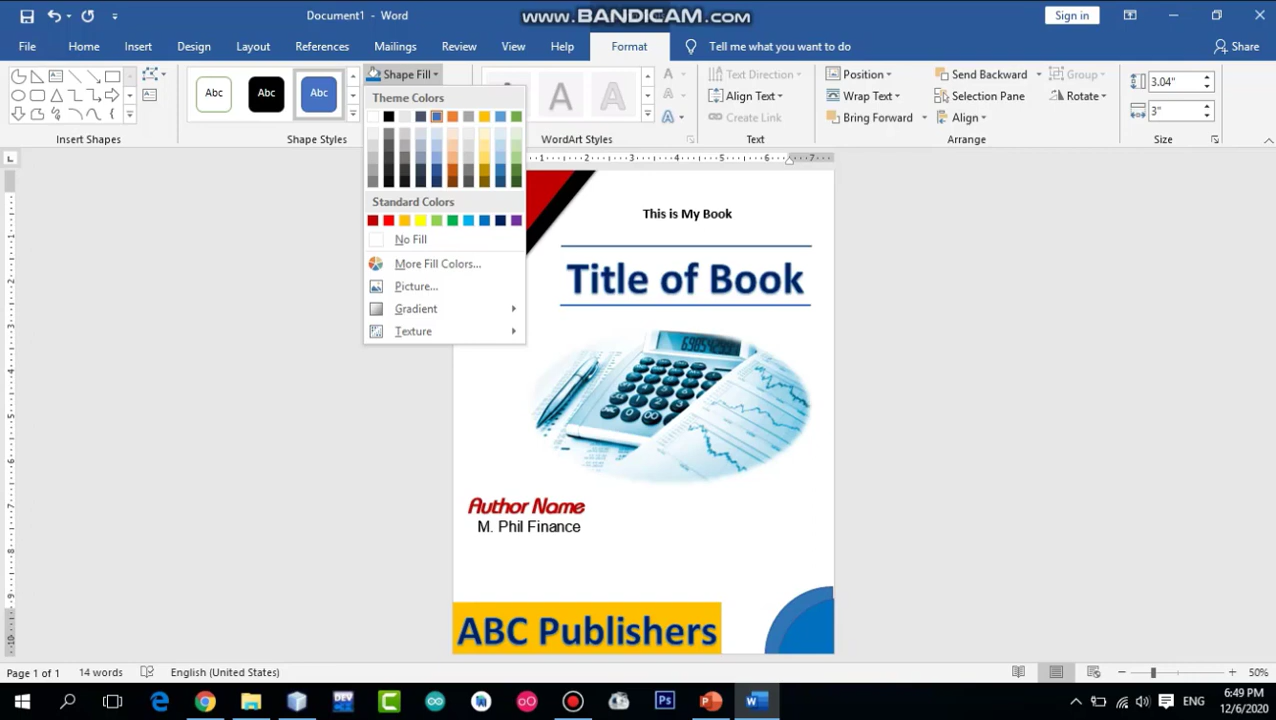 Document1 - Word
www.BANDICAM.com
Sign in
File Home Insert Design Layout References Mailings Review View Help Format Tell me what you want to do Share
Abc Abc Abc
Shape Fill
Text Direction
Align Text
Create Link
Position
Wrap Text
Bring Forward
Send Backward
Selection Pane
Align
Group
Rotate
3.04"
3"
Insert Shapes Shape Styles WordArt Styles Text Arrange
Theme Colors
Standard Colors
No Fill
More Fill Colors...
Picture...
Gradient
Texture
This is My Book
Title of Book
Author Name
M. Phil Finance
ABC Publishers
Page 1 of 1 14 words English (United States) 50%
ENG
6:49 PM
12/6/2020